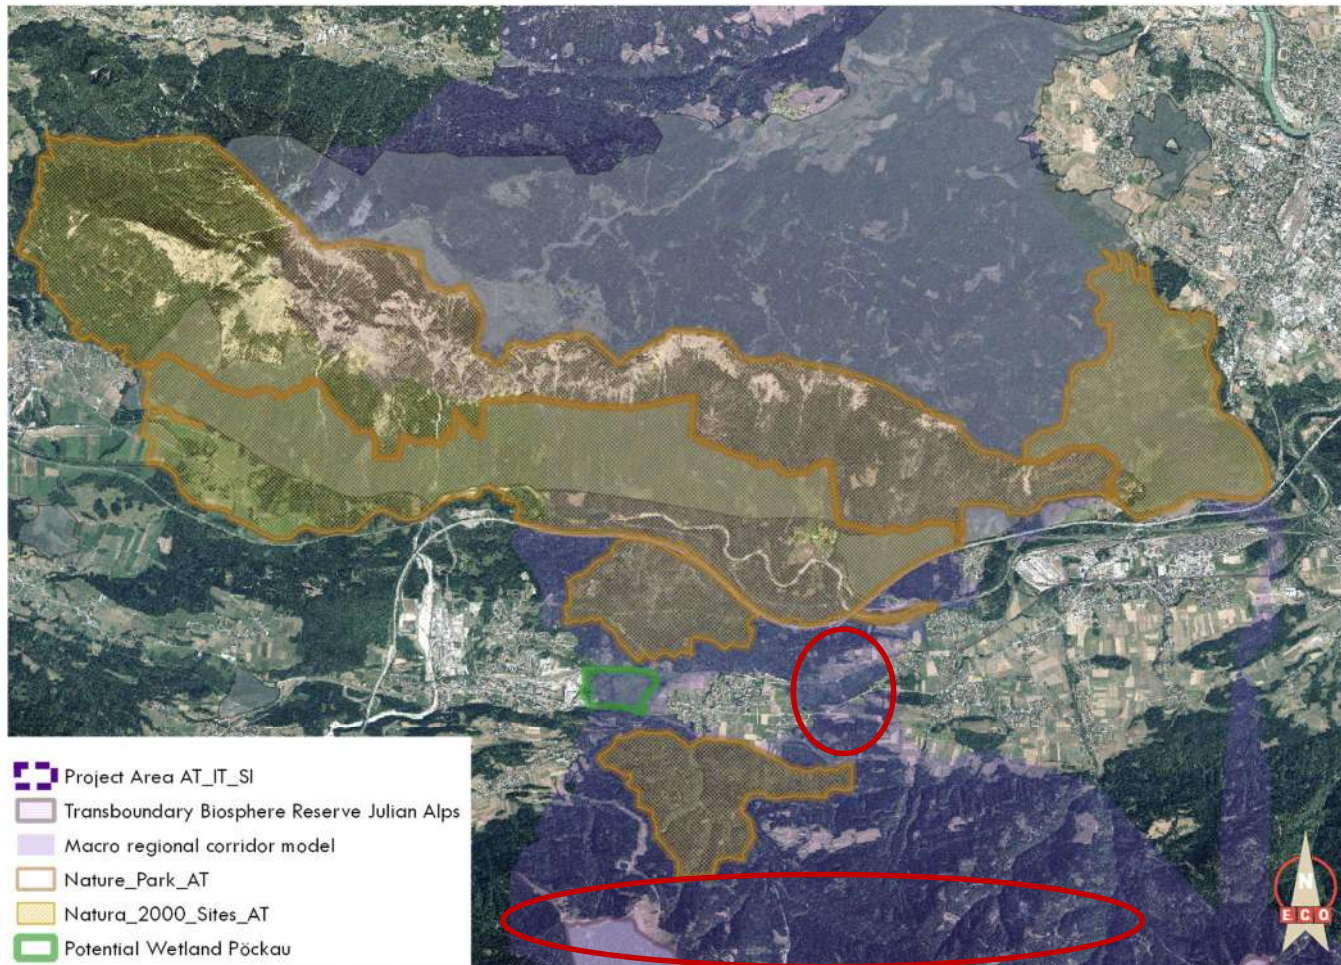 Project Area AT_IT_SI
Transboundary Biosphere Reserve Julian Alps
Macro regional corridor model
Nature_Park_AT
Natura_2000_Sites_AT
Potential Wetland Pöckau
N
ECO